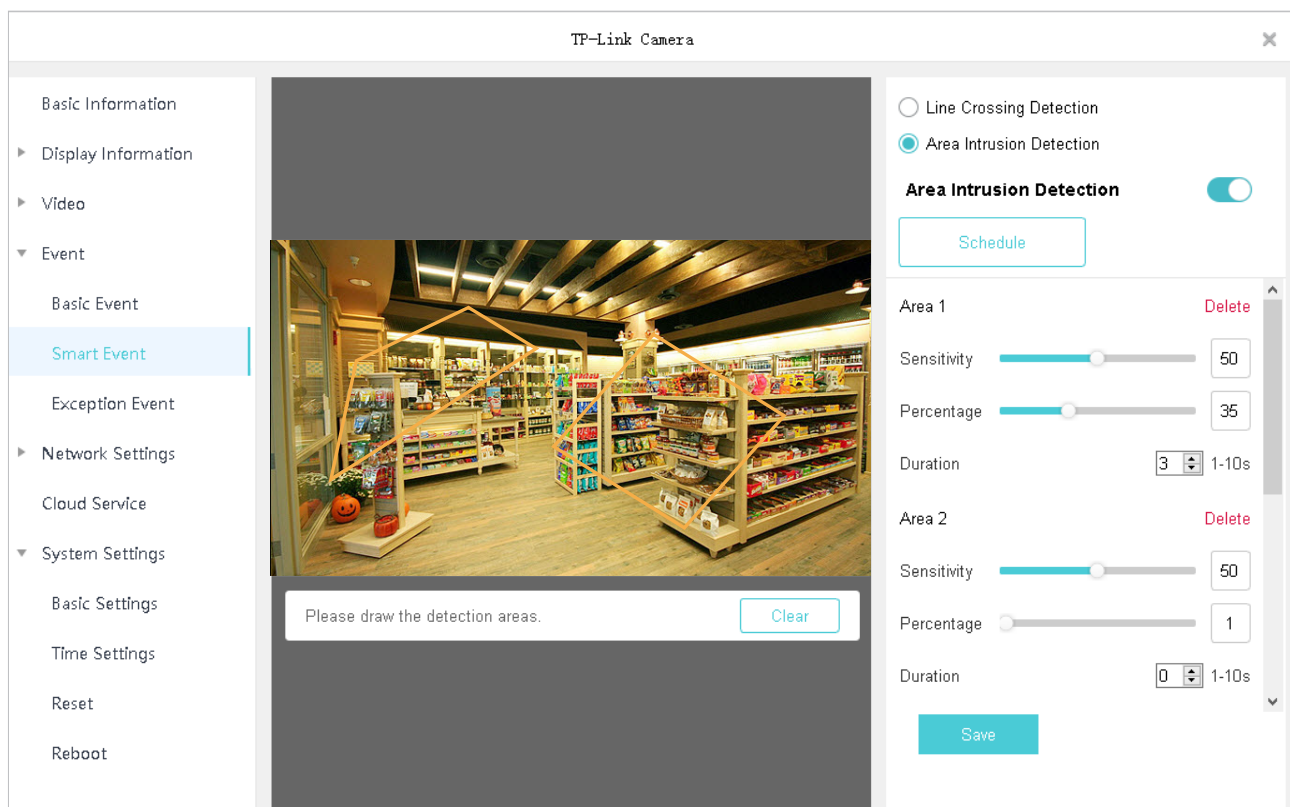 TP-Link Camera
Basic Information
Display Information
Video
Event
Basic Event
Smart Event
Exception Event
Network Settings
Cloud Service
System Settings
Basic Settings
Time Settings
Reset
Reboot
Please draw the detection areas.
Clear
Line Crossing Detection
Area Intrusion Detection
Area Intrusion Detection
Schedule
Area 1 Delete
Sensitivity 50
Percentage 35
Duration 3 1-10s
Area 2 Delete
Sensitivity 50
Percentage 1
Duration 0 1-10s
Save